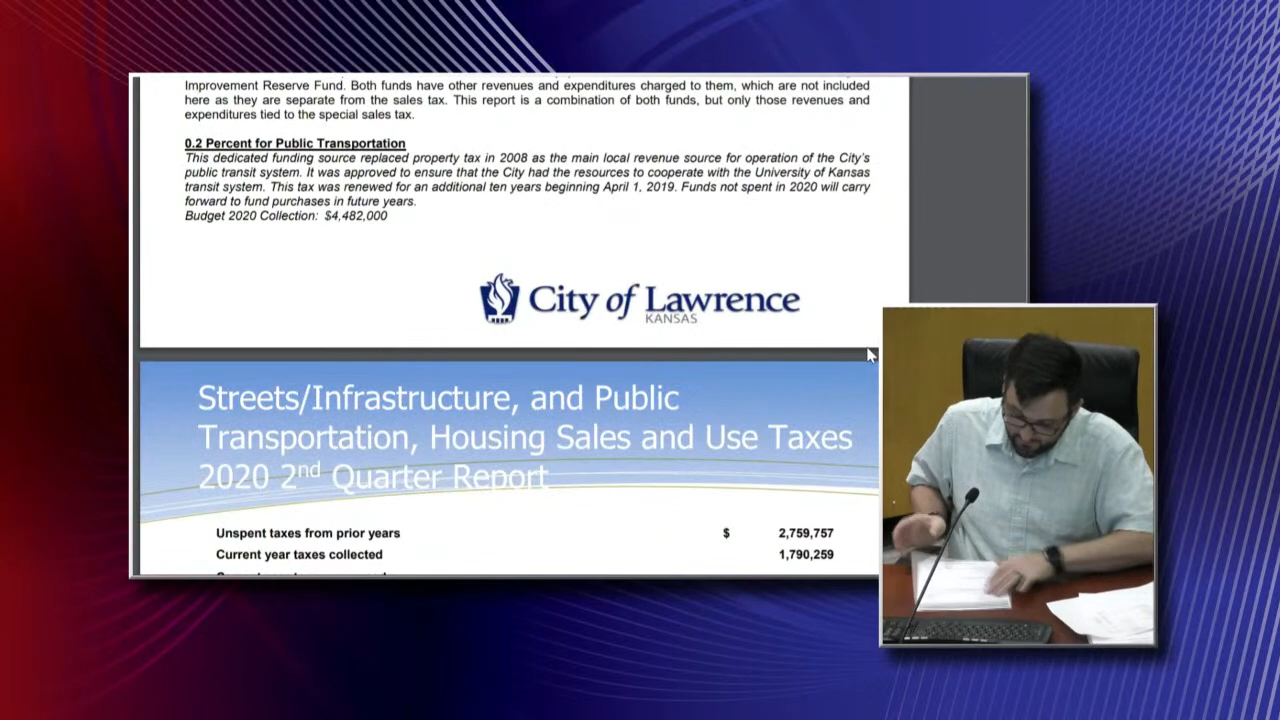 Improvement Reserve Fund. Both funds have other revenues and expenditures charged to them, which are not included
here as they are separate from the sales tax. This report is a combination of both funds, but only those revenues and
expenditures tied to the special sales tax.
0.2 Percent for Public Transportation
This dedicated funding source replaced property tax in 2008 as the main local revenue source for operation of the City's
public transit system. It was approved to ensure that the City had the resources to cooperate with the University of Kansas
transit system. This tax was renewed for an additional ten years beginning April 1, 2019. Funds not spent in 2020 will carry
forward to fund purchases in future years.
Budget 2020 Collection: $4,482,000
City of Lawrence
KANSAS
Streets/Infrastructure, and Public
Transportation, Housing Sales and Use Taxes
2020 2nd Quarter Report
Unspent taxes from prior years $ 2,759,757
Current year taxes collected 1,790,259